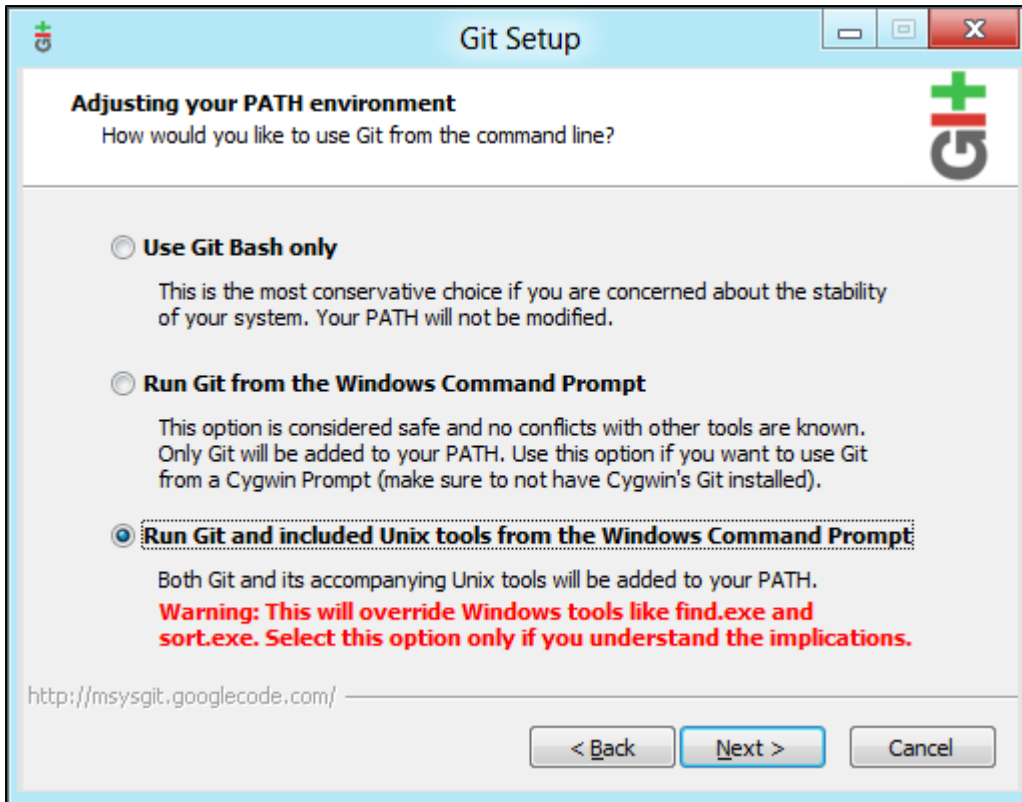 Git Setup
Adjusting your PATH environment
How would you like to use Git from the command line?
GIt
Use Git Bash only
This is the most conservative choice if you are concerned about the stability
of your system. Your PATH will not be modified.
Run Git from the Windows Command Prompt
This option is considered safe and no conflicts with other tools are known.
Only Git will be added to your PATH. Use this option if you want to use Git
from a Cygwin Prompt (make sure to not have Cygwin's Git installed).
Run Git and included Unix tools from the Windows Command Prompt
Both Git and its accompanying Unix tools will be added to your PATH.
Warning: This will override Windows tools like find.exe and
sort.exe. Select this option only if you understand the implications.
http://msysgit.googlecode.com/
< Back Next > Cancel